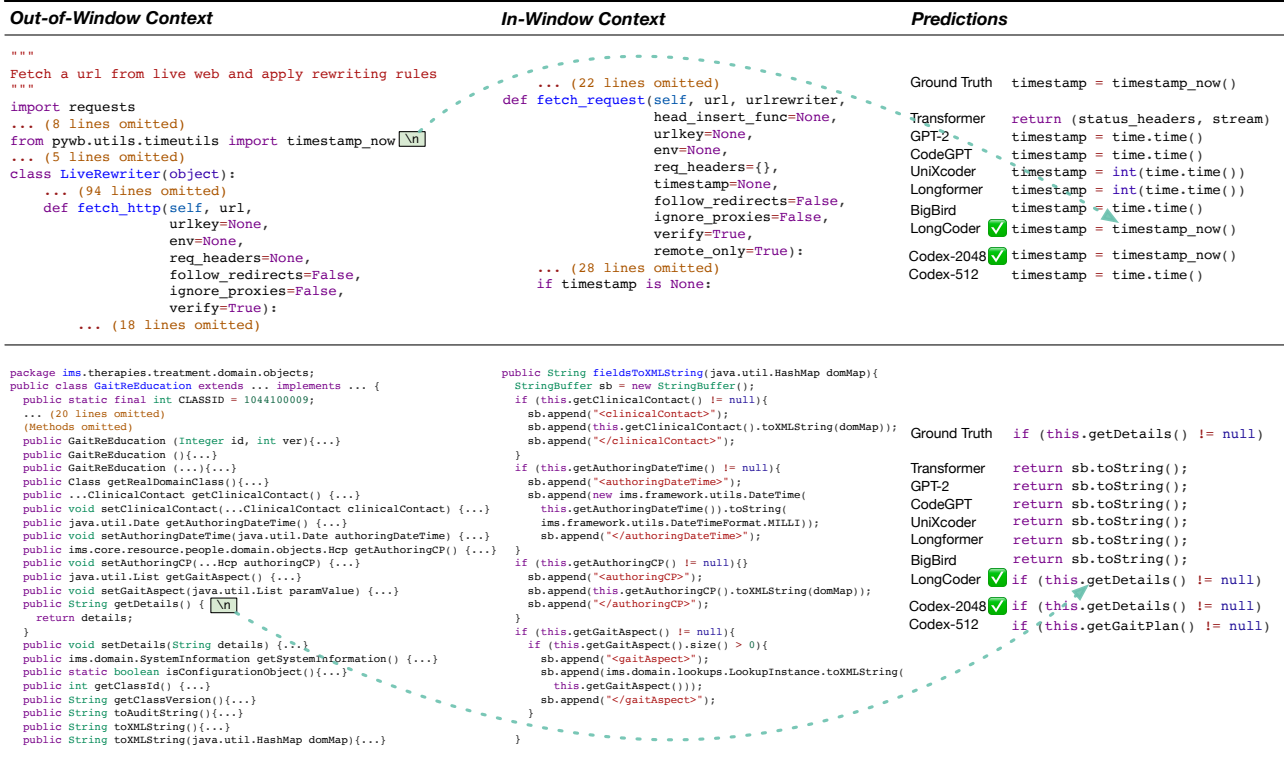 Out-of-Window Context
In-Window Context
Predictions
"""
Fetch a url from live web and apply rewriting rules
"""
import requests
... (8 lines omitted)
from pywb.utils.timeutils import timestamp_now \n
... (5 lines omitted)
class LiveRewriter(object):
... (94 lines omitted)
def fetch_http(self, url,
urlkey=None,
env=None,
req_headers=None,
follow_redirects=False,
ignore_proxies=False,
verify=True):
... (18 lines omitted)
... (22 lines omitted)
def fetch_request(self, url, urlrewriter,
head_insert_func=None,
urlkey=None,
env=None,
req_headers={},
timestamp=None,
follow_redirects=False,
ignore_proxies=False,
verify=True,
remote_only=True):
... (28 lines omitted)
if timestamp is None:
Ground Truth timestamp = timestamp_now()
Transformer return (status_headers, stream)
GPT-2 timestamp = time.time()
CodeGPT timestamp = time.time()
UniXcoder timestamp = int(time.time())
Longformer timestamp = int(time.time())
BigBird timestamp = time.time()
LongCoder ✅ timestamp = timestamp_now()
Codex-2048 ✅ timestamp = timestamp_now()
Codex-512 timestamp = time.time()
package ims.therapies.treatment.domain.objects;
public class GaitReEducation extends ... implements ... {
public static final int CLASSID = 1044100009;
... (20 lines omitted)
(Methods omitted)
public GaitReEducation (Integer id, int ver){...}
public GaitReEducation (){...}
public GaitReEducation (...){...}
public Class getRealDomainClass(){...}
public ...ClinicalContact getClinicalContact() {...}
public void setClinicalContact(...ClinicalContact clinicalContact) {...}
public java.util.Date getAuthoringDateTime() {...}
public void setAuthoringDateTime(java.util.Date authoringDateTime) {...}
public ims.core.resource.people.domain.objects.Hcp getAuthoringCP() {...}
public void setAuthoringCP(...Hcp authoringCP) {...}
public java.util.List getGaitAspect() {...}
public void setGaitAspect(java.util.List paramValue) {...}
public String getDetails() { \n
return details;
}
public void setDetails(String details) {...}
public ims.domain.SystemInformation getSystemInformation() {...}
public static boolean isConfigurationObject(){...}
public int getClassId() {...}
public String getClassVersion(){...}
public String toAuditString(){...}
public String toXMLString(){...}
public String toXMLString(java.util.HashMap domMap){...}
public String fieldsToXMLString(java.util.HashMap domMap){
StringBuffer sb = new StringBuffer();
if (this.getClinicalContact() != null){
sb.append("<clinicalContact>");
sb.append(this.getClinicalContact().toXMLString(domMap));
sb.append("</clinicalContact>");
}
if (this.getAuthoringDateTime() != null){
sb.append("<authoringDateTime>");
sb.append(new ims.framework.utils.DateTime(
this.getAuthoringDateTime()).toString(
ims.framework.utils.DateTimeFormat.MILLI));
sb.append("</authoringDateTime>");
}
if (this.getAuthoringCP() != null){}
sb.append("<authoringCP>");
sb.append(this.getAuthoringCP().toXMLString(domMap));
sb.append("</authoringCP>");
}
if (this.getGaitAspect() != null){
if (this.getGaitAspect().size() > 0){
sb.append("<gaitAspect>");
sb.append(ims.domain.lookups.LookupInstance.toXMLString(
this.getGaitAspect()));
sb.append("</gaitAspect>");
}
}
Ground Truth if (this.getDetails() != null)
Transformer return sb.toString();
GPT-2 return sb.toString();
CodeGPT return sb.toString();
UniXcoder return sb.toString();
Longformer return sb.toString();
BigBird return sb.toString();
LongCoder ✅ if (this.getDetails() != null)
Codex-2048 ✅ if (this.getDetails() != null)
Codex-512 if (this.getGaitPlan() != null)